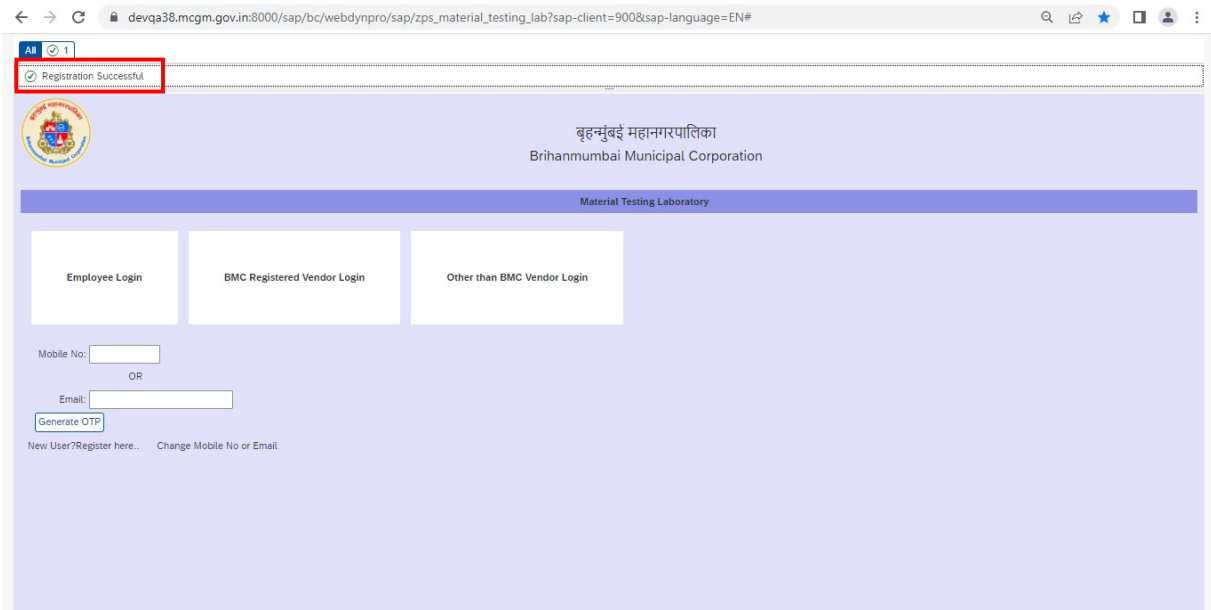 devqa38.mcgm.gov.in:8000/sap/bc/webdynpro/sap/zps_material_testing_lab?sap-client=900&sap-language=EN#
All 1
Registration Successful
बृहन्मुंबई महानगरपालिका
Brihanmumbai Municipal Corporation
Material Testing Laboratory
Employee Login BMC Registered Vendor Login Other than BMC Vendor Login
Mobile No:
OR
Email:
Generate OTP
New User?Register here.. Change Mobile No or Email